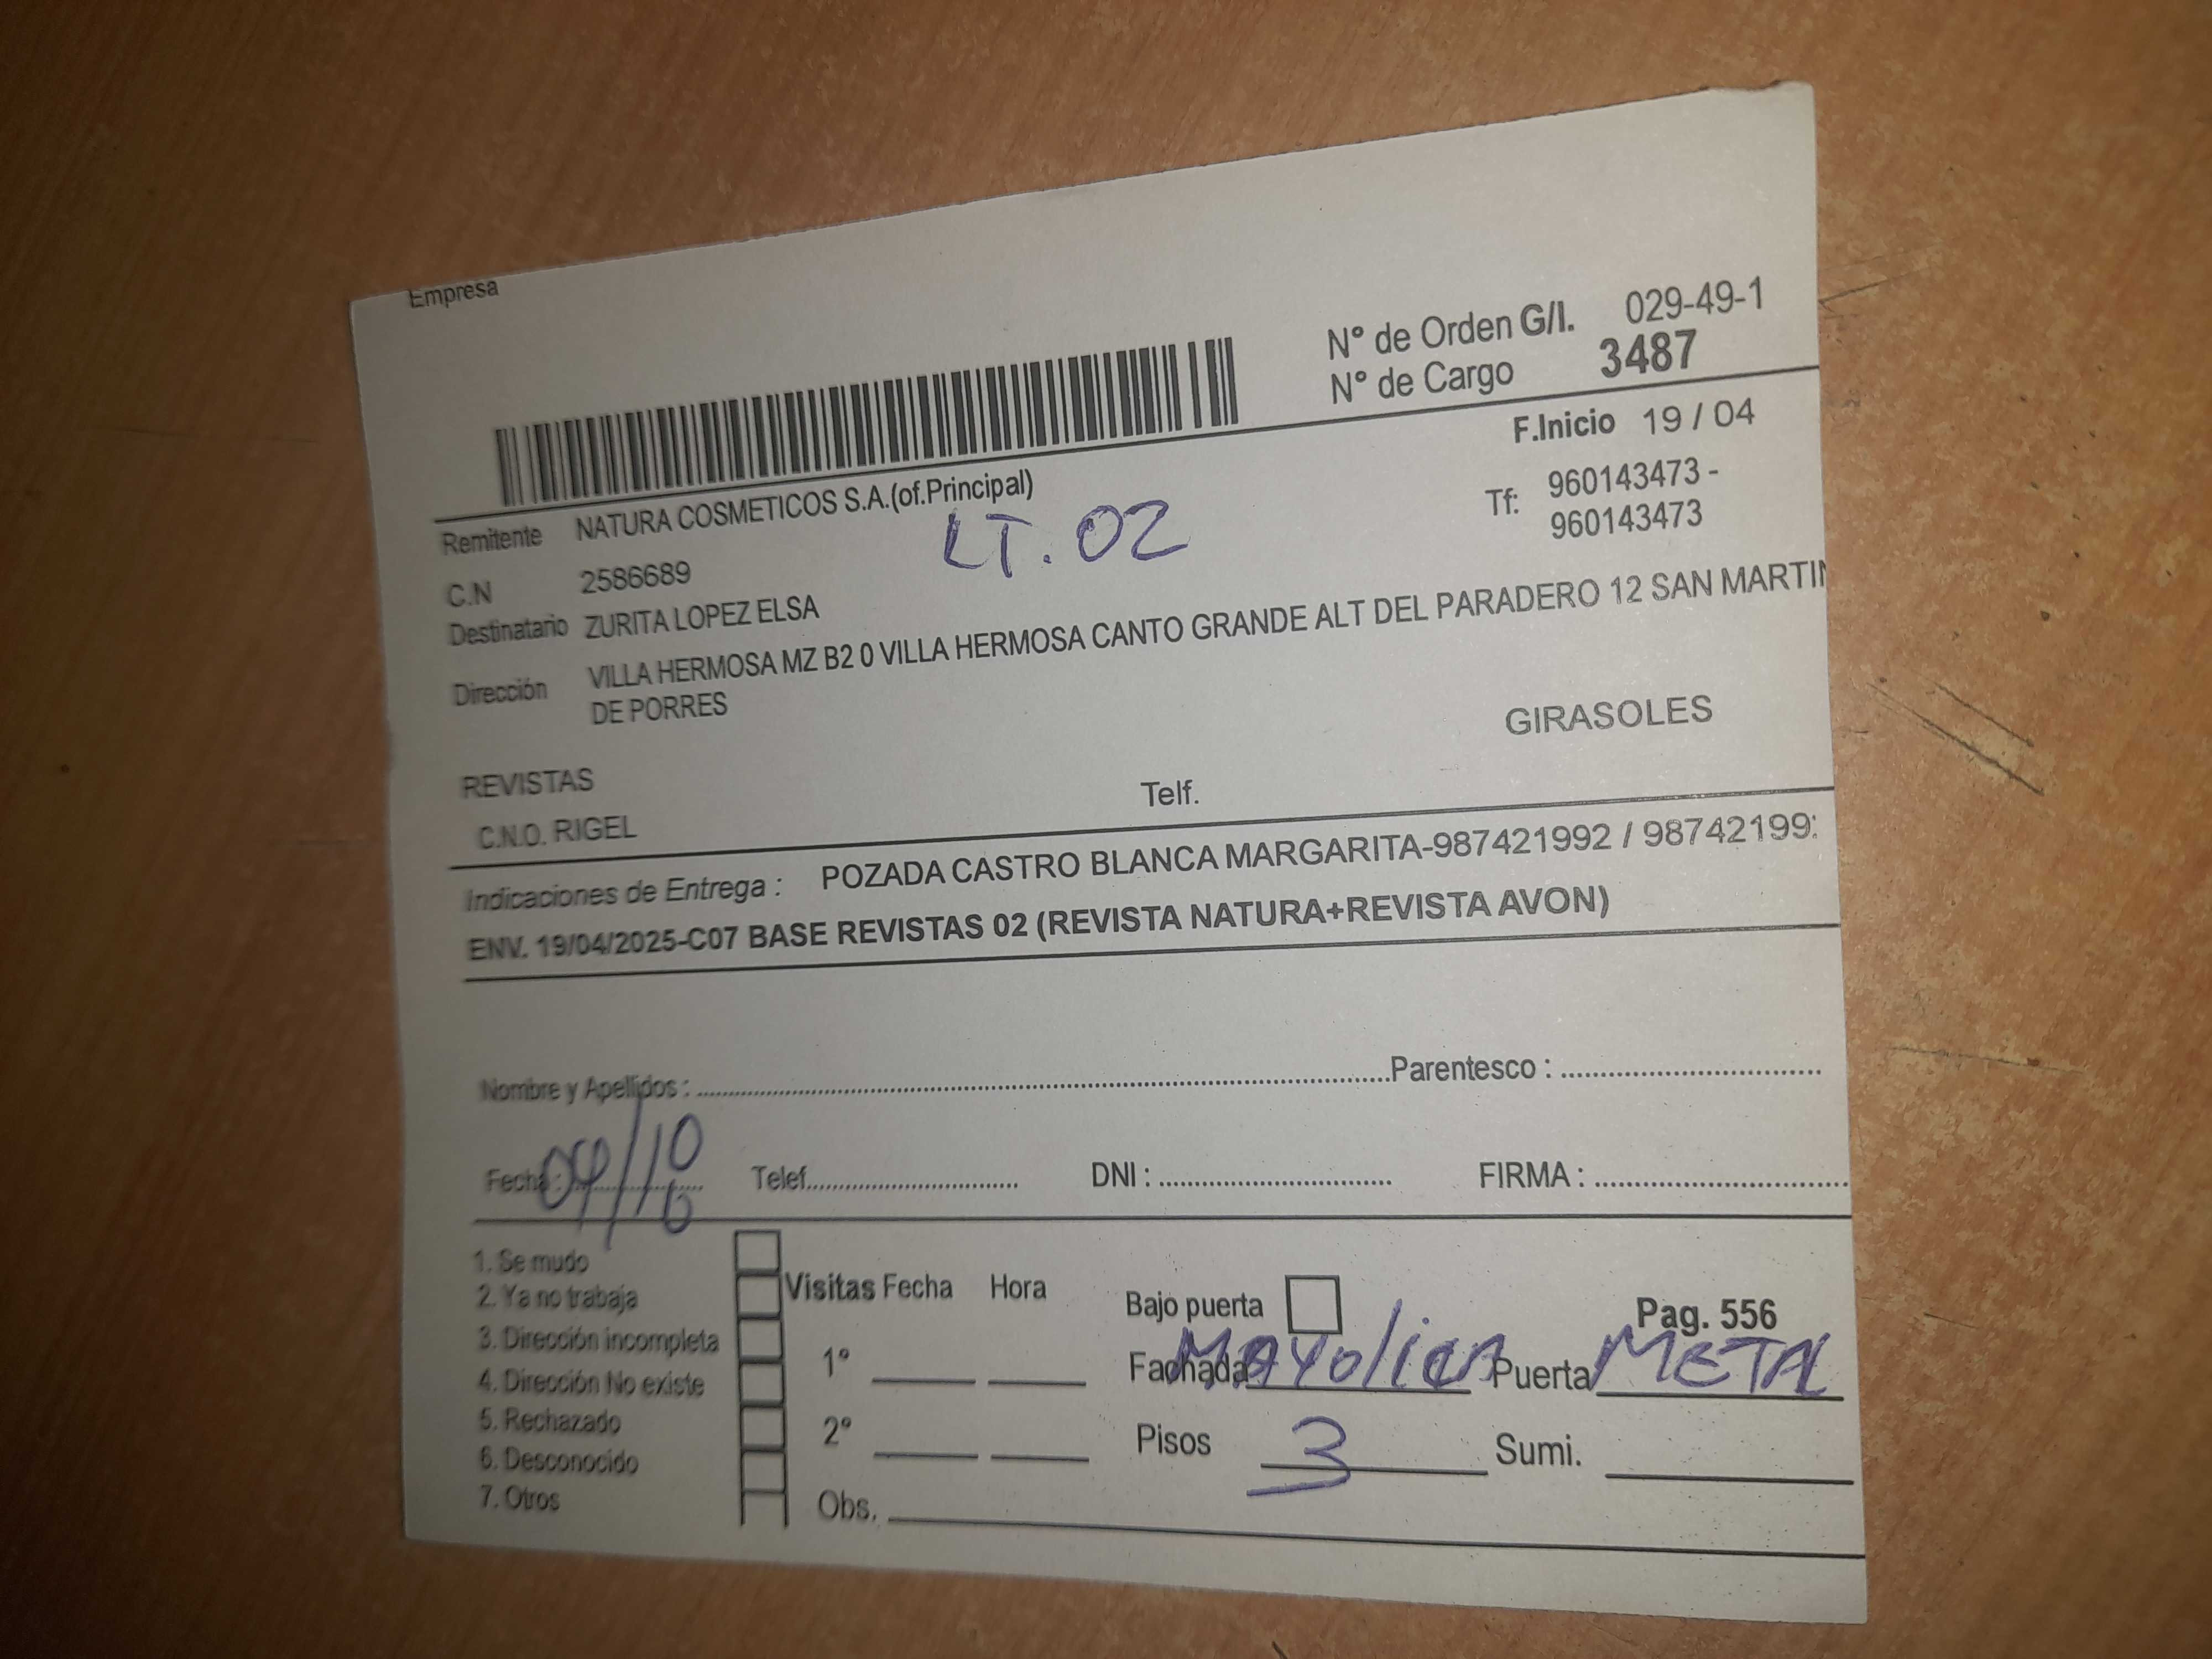 Empresa
N° de Orden G/I. 029-49-1
N° de Cargo 3487
F.Inicio 19 / 04
Remitente NATURA COSMETICOS S.A.(of.Principal)
Tf: 960143473 -
960143473
LT. 02
C.N 2586689
Destinatario ZURITA LOPEZ ELSA
Dirección VILLA HERMOSA MZ B2 0 VILLA HERMOSA CANTO GRANDE ALT DEL PARADERO 12 SAN MARTIN
DE PORRES
GIRASOLES
REVISTAS
Telf.
C.N.O. RIGEL
Indicaciones de Entrega : POZADA CASTRO BLANCA MARGARITA-987421992 / 98742199
ENV. 19/04/2025-C07 BASE REVISTAS 02 (REVISTA NATURA+REVISTA AVON)
Nombre y Apellidos : Parentesco :
Fecha : Telef. DNI : FIRMA :
1. Se mudo
2. Ya no trabaja
3. Dirección incompleta
4. Dirección No existe
5. Rechazado
6. Desconocido
7. Otros
Visitas Fecha Hora
1°
2°
Obs.
Bajo puerta
Pag. 556
Fachada Mayolica Puerta METAL
Pisos 3 Sumi.